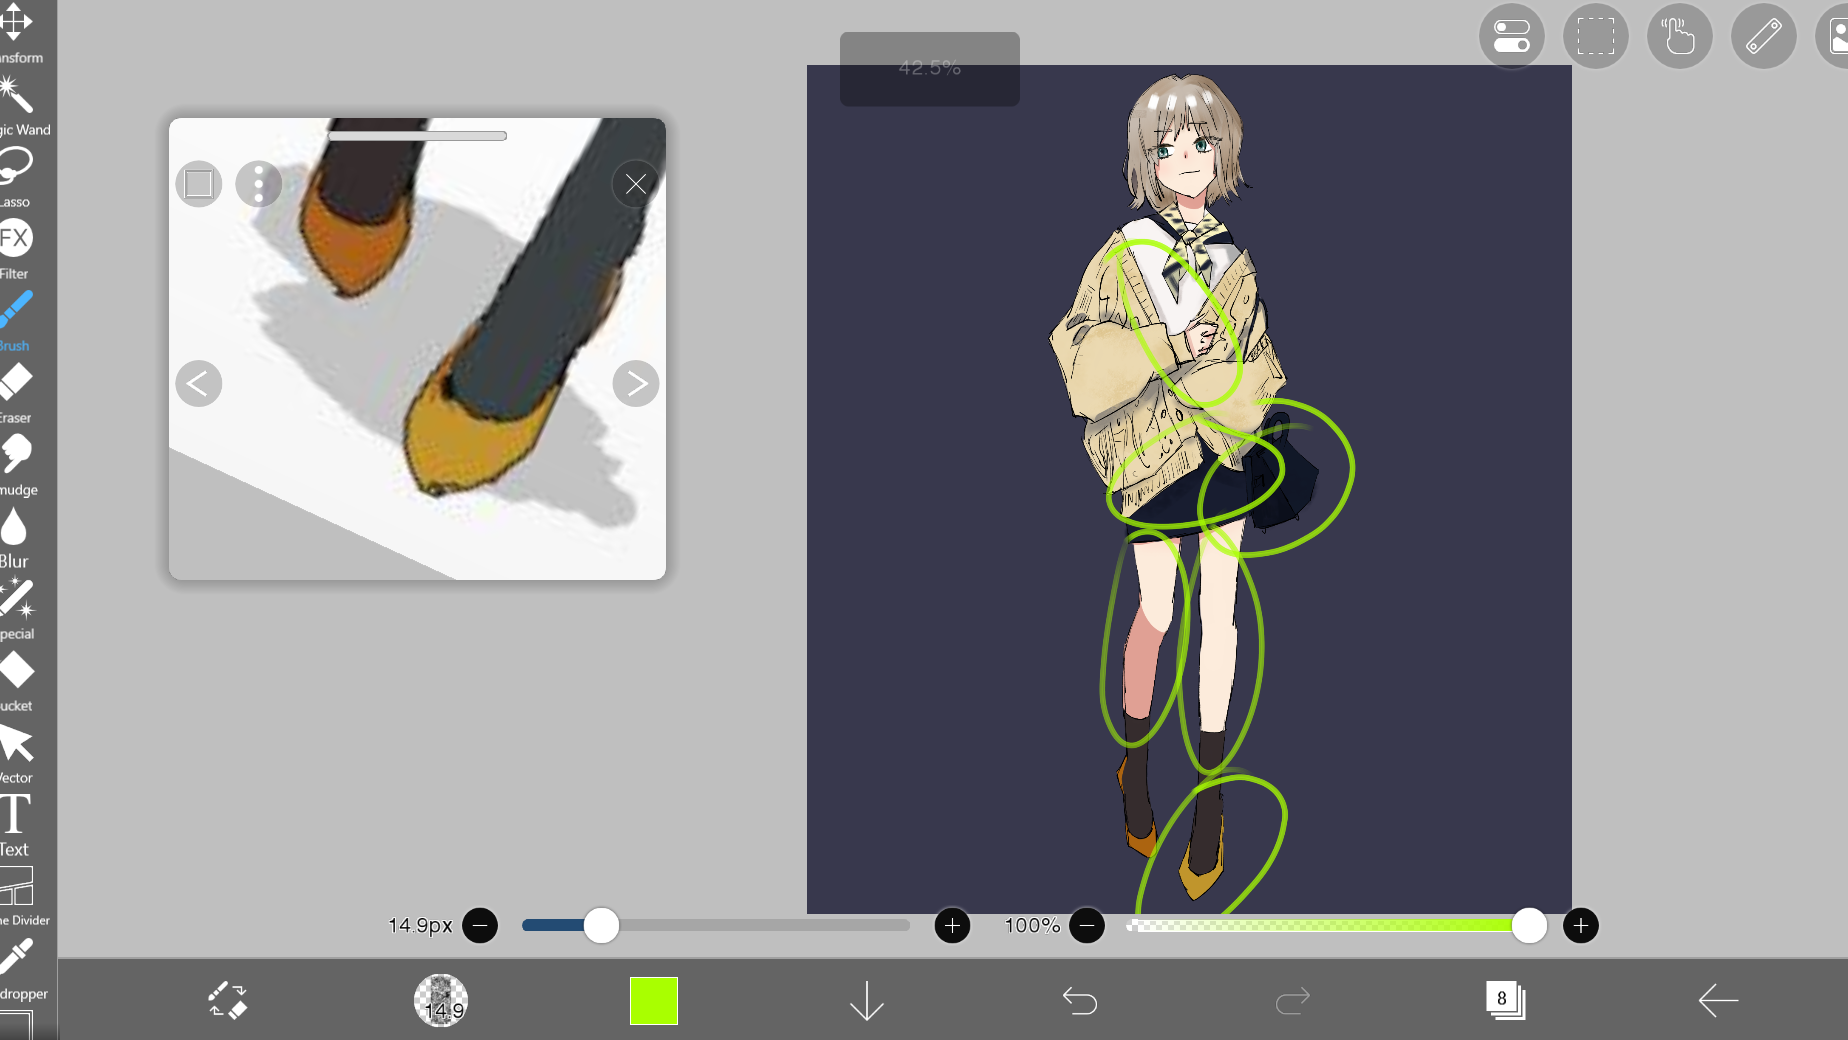 42.5%
nsform
gic Wand
Lasso
FX
Filter
Brush
Eraser
mudge
Blur
pecial
ucket
Vector
T
Text
ne Divider
dropper
14.9px
100%
14.9
8